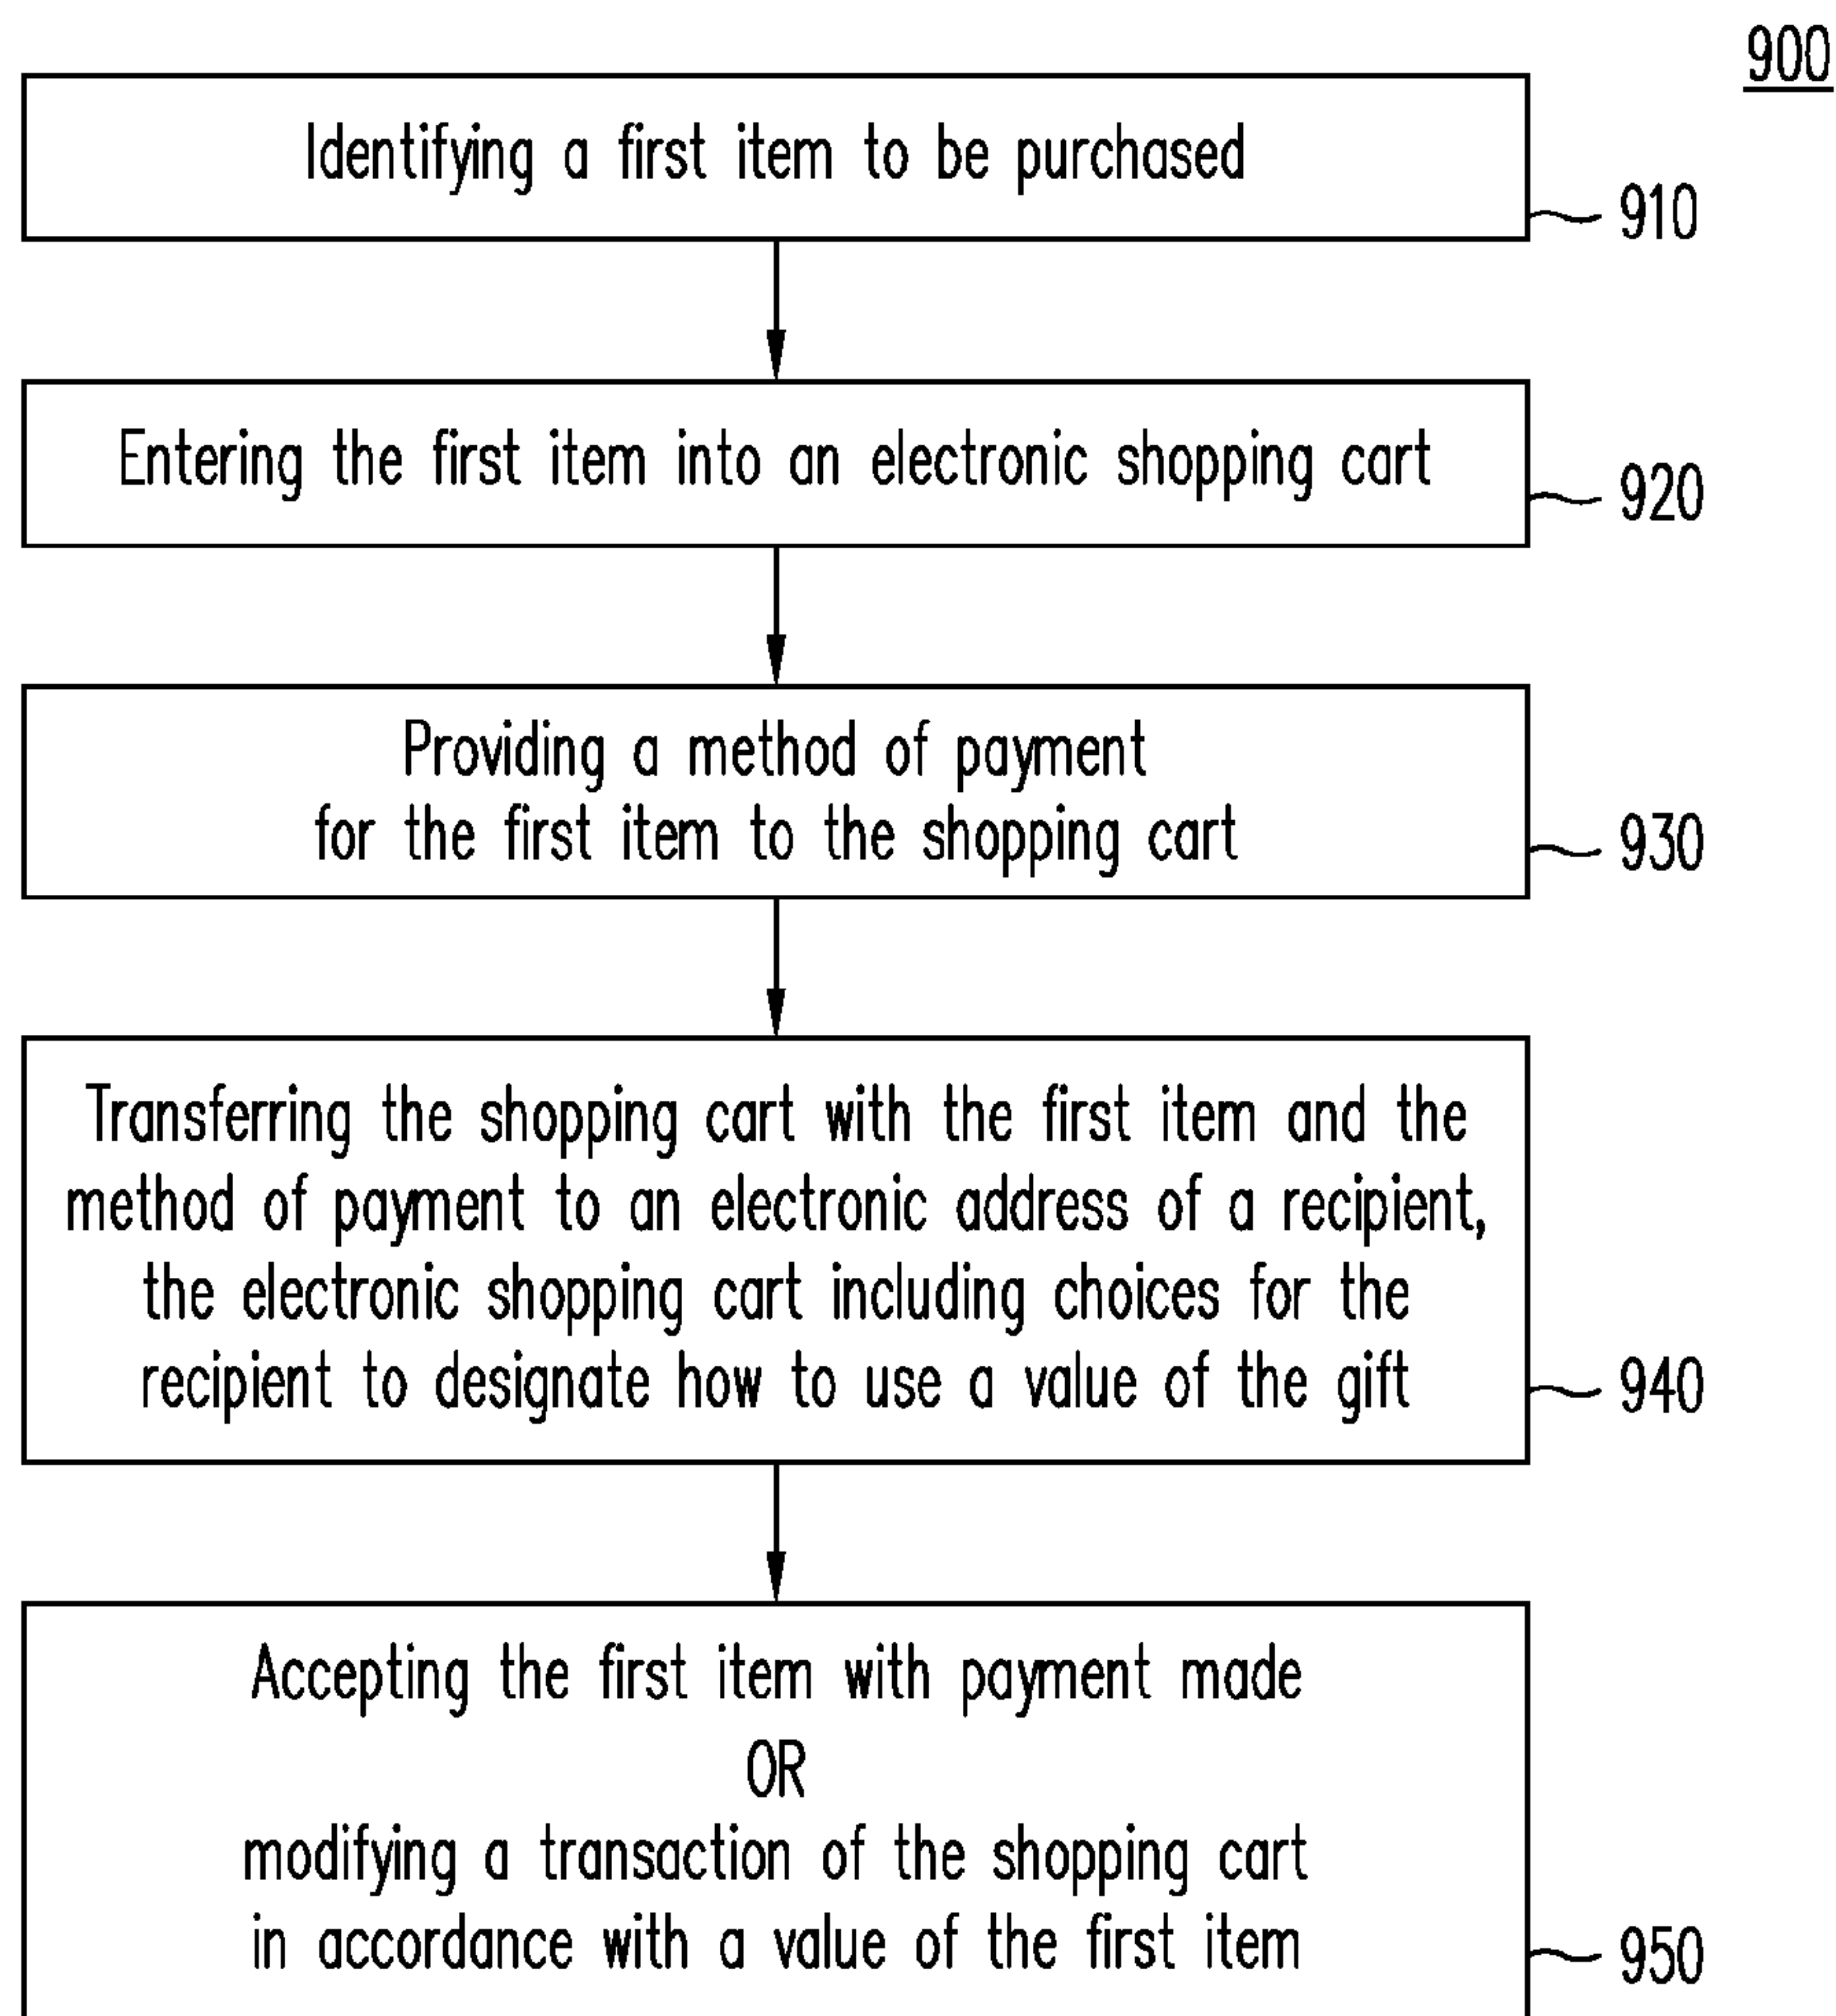 900
Identifying a first item to be purchased
910
Entering the first item into an electronic shopping cart
920
Providing a method of payment
for the first item to the shopping cart
930
Transferring the shopping cart with the first item and the
method of payment to an electronic address of a recipient,
the electronic shopping cart including choices for the
recipient to designate how to use a value of the gift
940
Accepting the first item with payment made
OR
modifying a transaction of the shopping cart
in accordance with a value of the first item
950